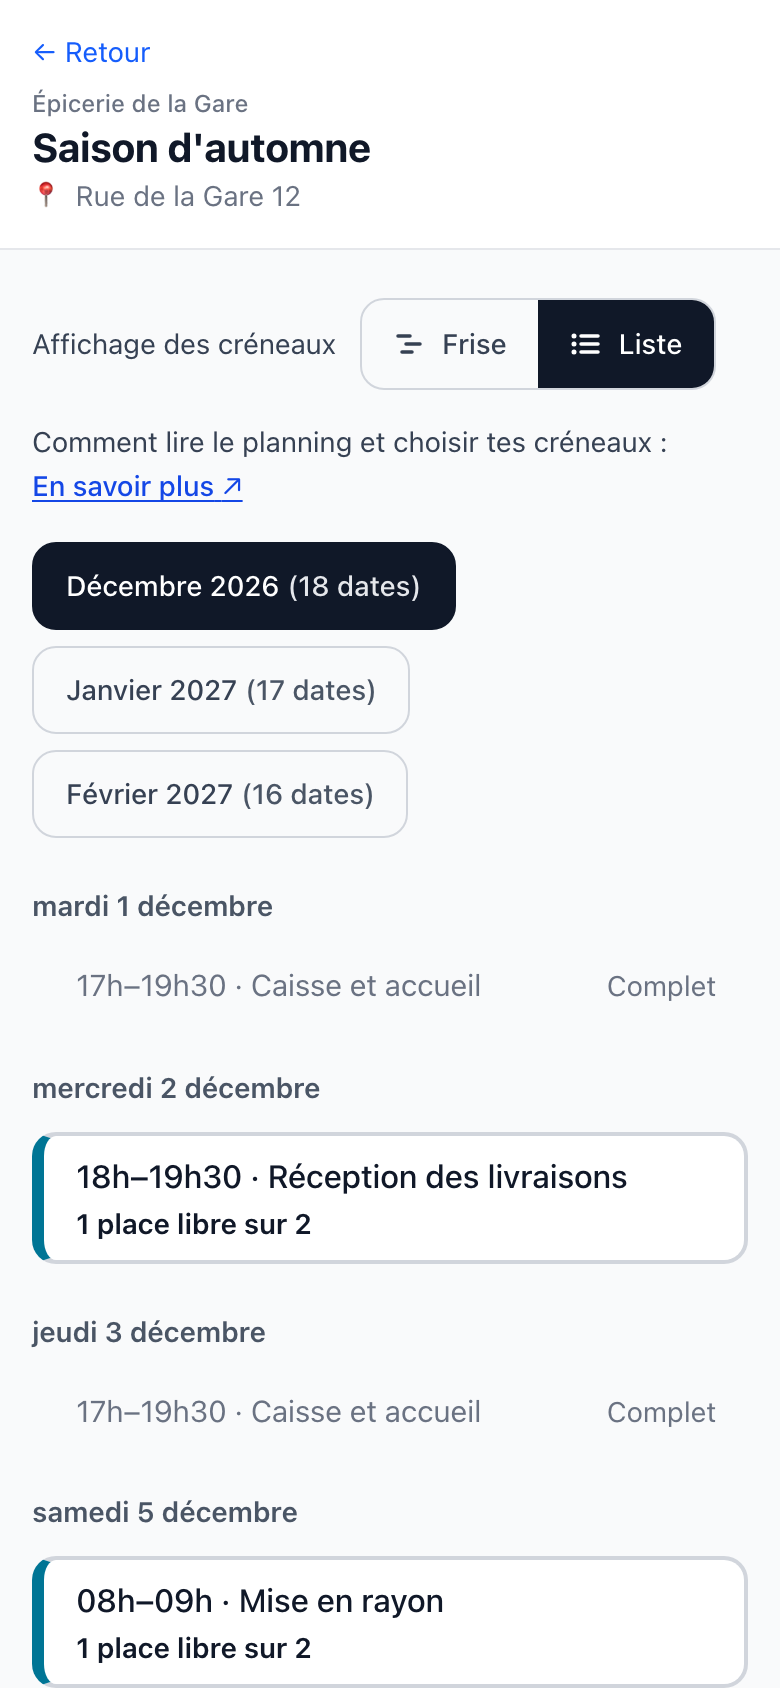 ← Retour
Épicerie de la Gare
Saison d'automne
📍 Rue de la Gare 12
Affichage des créneaux
Frise
Liste
Comment lire le planning et choisir tes créneaux :
En savoir plus ↗
Décembre 2026 (18 dates)
Janvier 2027 (17 dates)
Février 2027 (16 dates)
mardi 1 décembre
17h–19h30 · Caisse et accueil Complet
mercredi 2 décembre
18h–19h30 · Réception des livraisons
1 place libre sur 2
jeudi 3 décembre
17h–19h30 · Caisse et accueil Complet
samedi 5 décembre
08h–09h · Mise en rayon
1 place libre sur 2